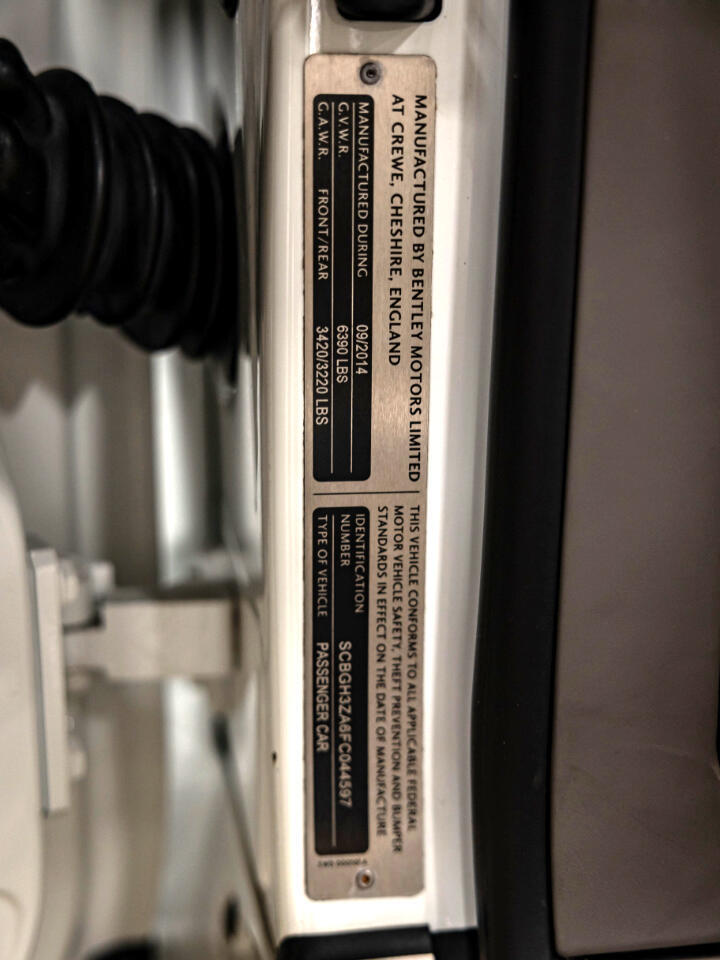 MANUFACTURED BY BENTLEY MOTORS LIMITED
AT CREWE, CHESHIRE, ENGLAND
MANUFACTURED DURING 09/2014
G.V.W.R. 6390 LBS
G.A.W.R. FRONT/REAR 3420/3220 LBS
THIS VEHICLE CONFORMS TO ALL APPLICABLE FEDERAL
MOTOR VEHICLE SAFETY, THEFT PREVENTION AND BUMPER
STANDARDS IN EFFECT ON THE DATE OF MANUFACTURE
IDENTIFICATION
NUMBER SCBGH3ZA6FC044597
TYPE OF VEHICLE PASSENGER CAR